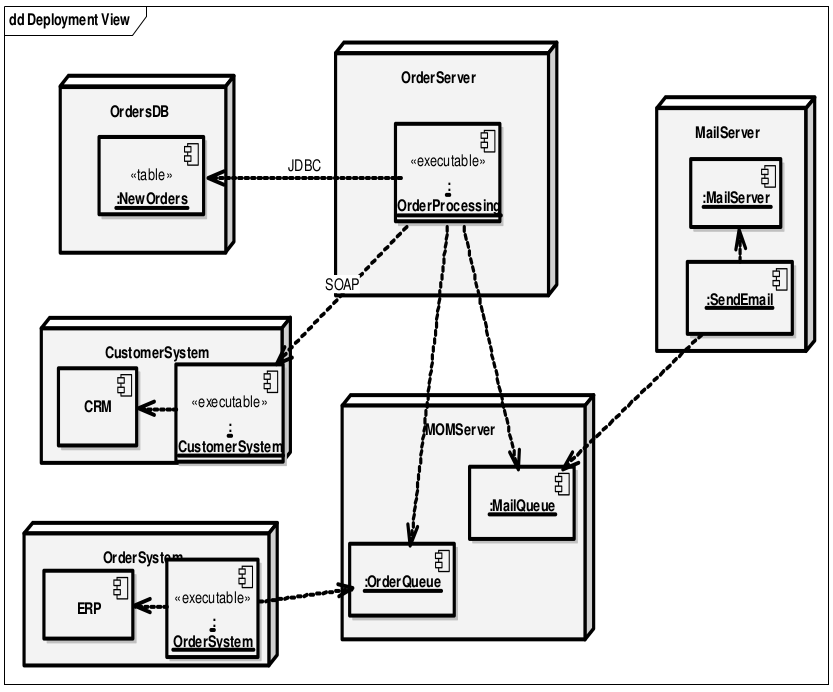 dd Deployment View
OrderServer
OrdersDB
MailServer
«table»
:NewOrders
JDBC
«executable»
:
OrderProcessing
:MailServer
:SendEmail
SOAP
CustomerSystem
CRM
«executable»
:
CustomerSystem
MOMServer
:MailQueue
:OrderQueue
OrderSystem
ERP
«executable»
:
OrderSystem